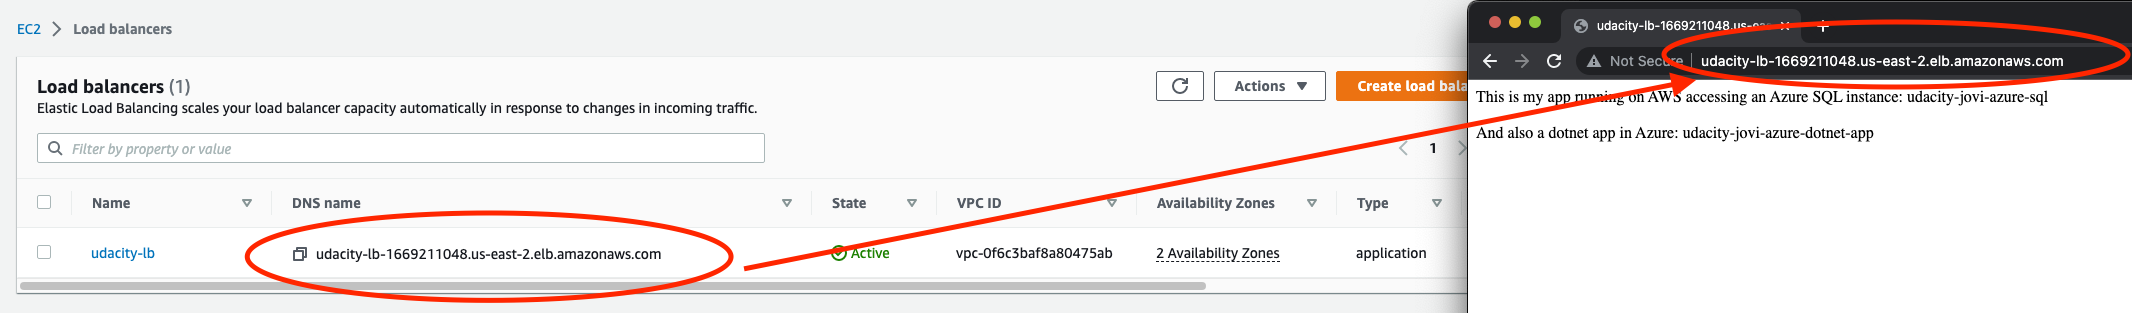 EC2 > Load balancers
Load balancers (1)
Elastic Load Balancing scales your load balancer capacity automatically in response to changes in incoming traffic.
Actions
Create load bala
Filter by property or value
1
Name DNS name State VPC ID Availability Zones Type
udacity-lb udacity-lb-1669211048.us-east-2.elb.amazonaws.com Active vpc-0f6c3baf8a80475ab 2 Availability Zones application
udacity-lb-1669211048.us-eas
Not Secure udacity-lb-1669211048.us-east-2.elb.amazonaws.com
This is my app running on AWS accessing an Azure SQL instance: udacity-jovi-azure-sql
And also a dotnet app in Azure: udacity-jovi-azure-dotnet-app